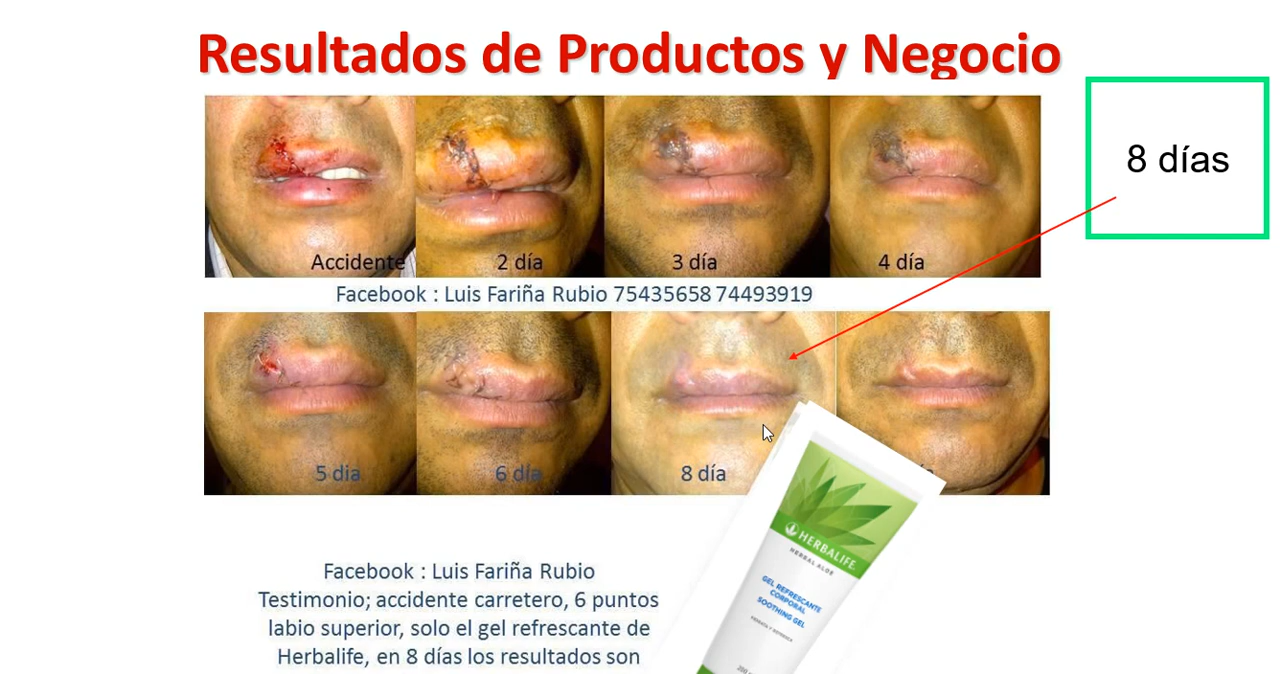 Resultados de Productos y Negocio
8 días
Accidente
2 día
3 día
4 día
Facebook : Luis Fariña Rubio 75435658 74493919
5 dia
6 día
8 día
HERBALIFE
HERBAL ALOE
GEL REFRESCANTE
CORPORAL
SOOTHING GEL
Facebook : Luis Fariña Rubio
Testimonio; accidente carretero, 6 puntos
labio superior, solo el gel refrescante de
Herbalife, en 8 días los resultados son